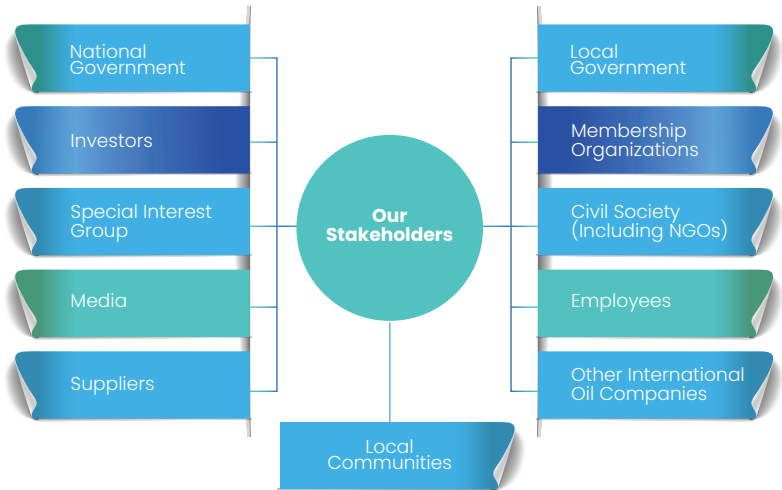 National
Government
Investors
Special Interest
Group
Media
Suppliers
Our
Stakeholders
Local
Communities
Local
Government
Membership
Organizations
Civil Society
(Including NGOs)
Employees
Other International
Oil Companies